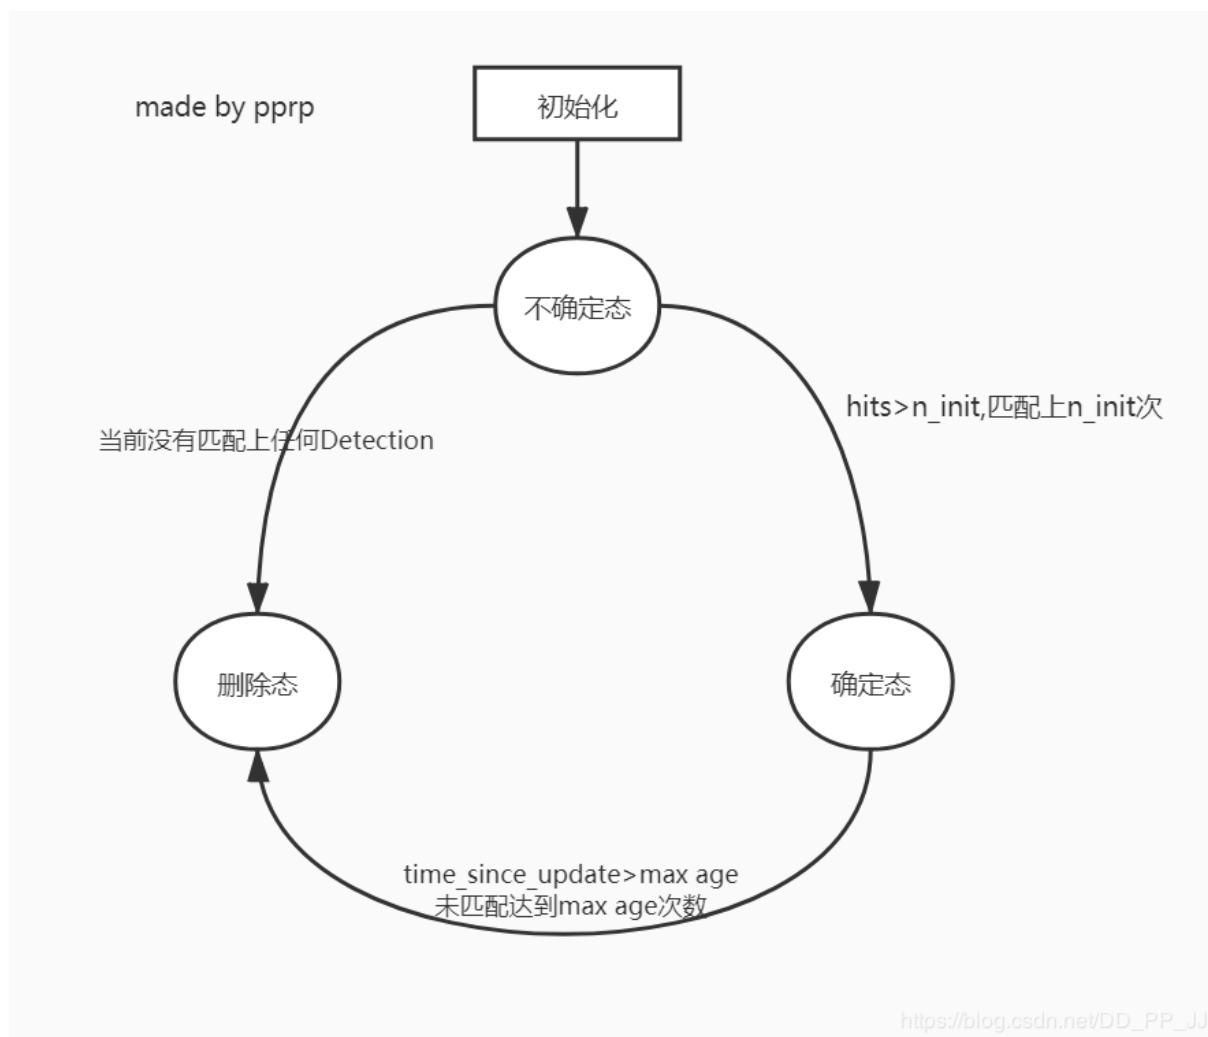 made by pprp
初始化
不确定态
hits>n_init,匹配上n_init次
当前没有匹配上任何Detection
删除态
确定态
time_since_update>max age
未匹配达到max age次数
https://blog.csdn.net/DD_PP_JJ